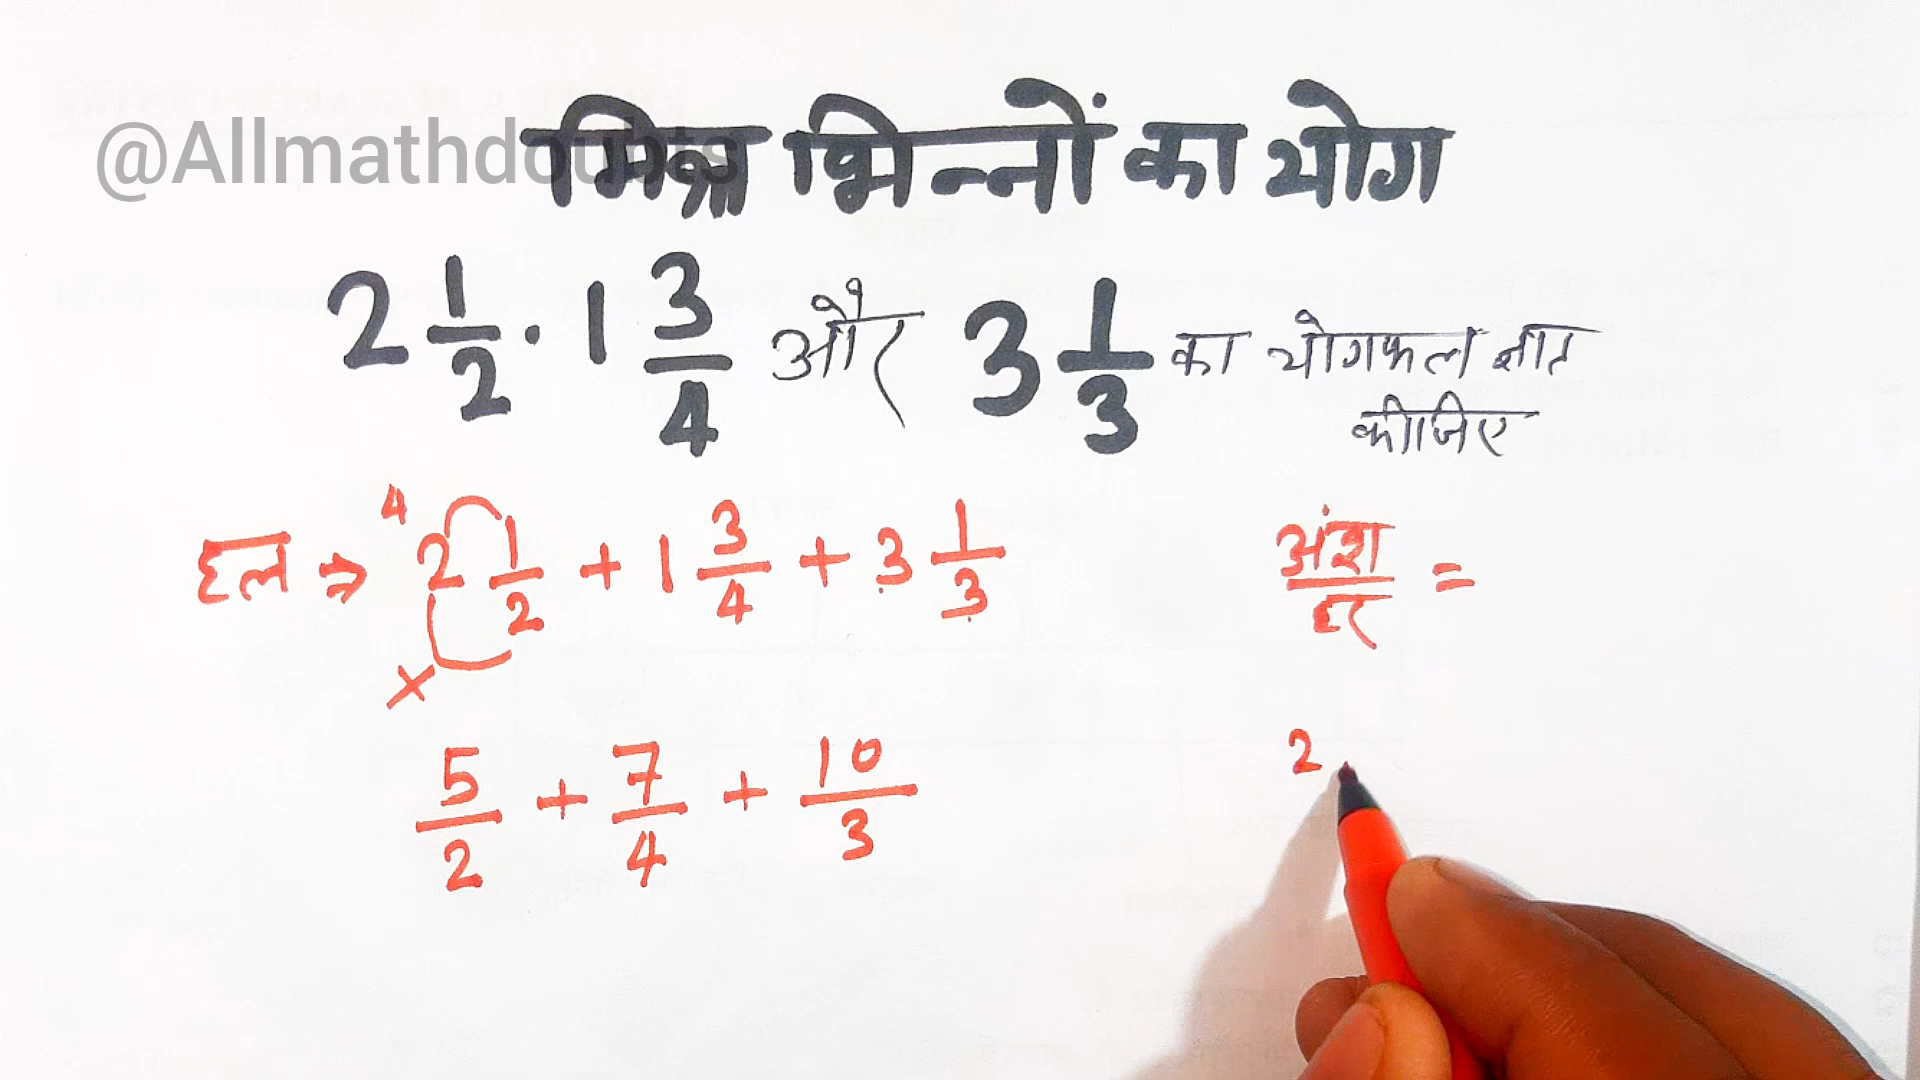 @Allmathdoubts
मिश्र भिन्नों का योग
2 1/2 . 1 3/4 और 3 1/3 का योगफल ज्ञात
कीजिए
हल ⇒ 4 2 1/2 + 1 3/4 + 3 1/3
×
अंश/हर =
5/2 + 7/4 + 10/3
2